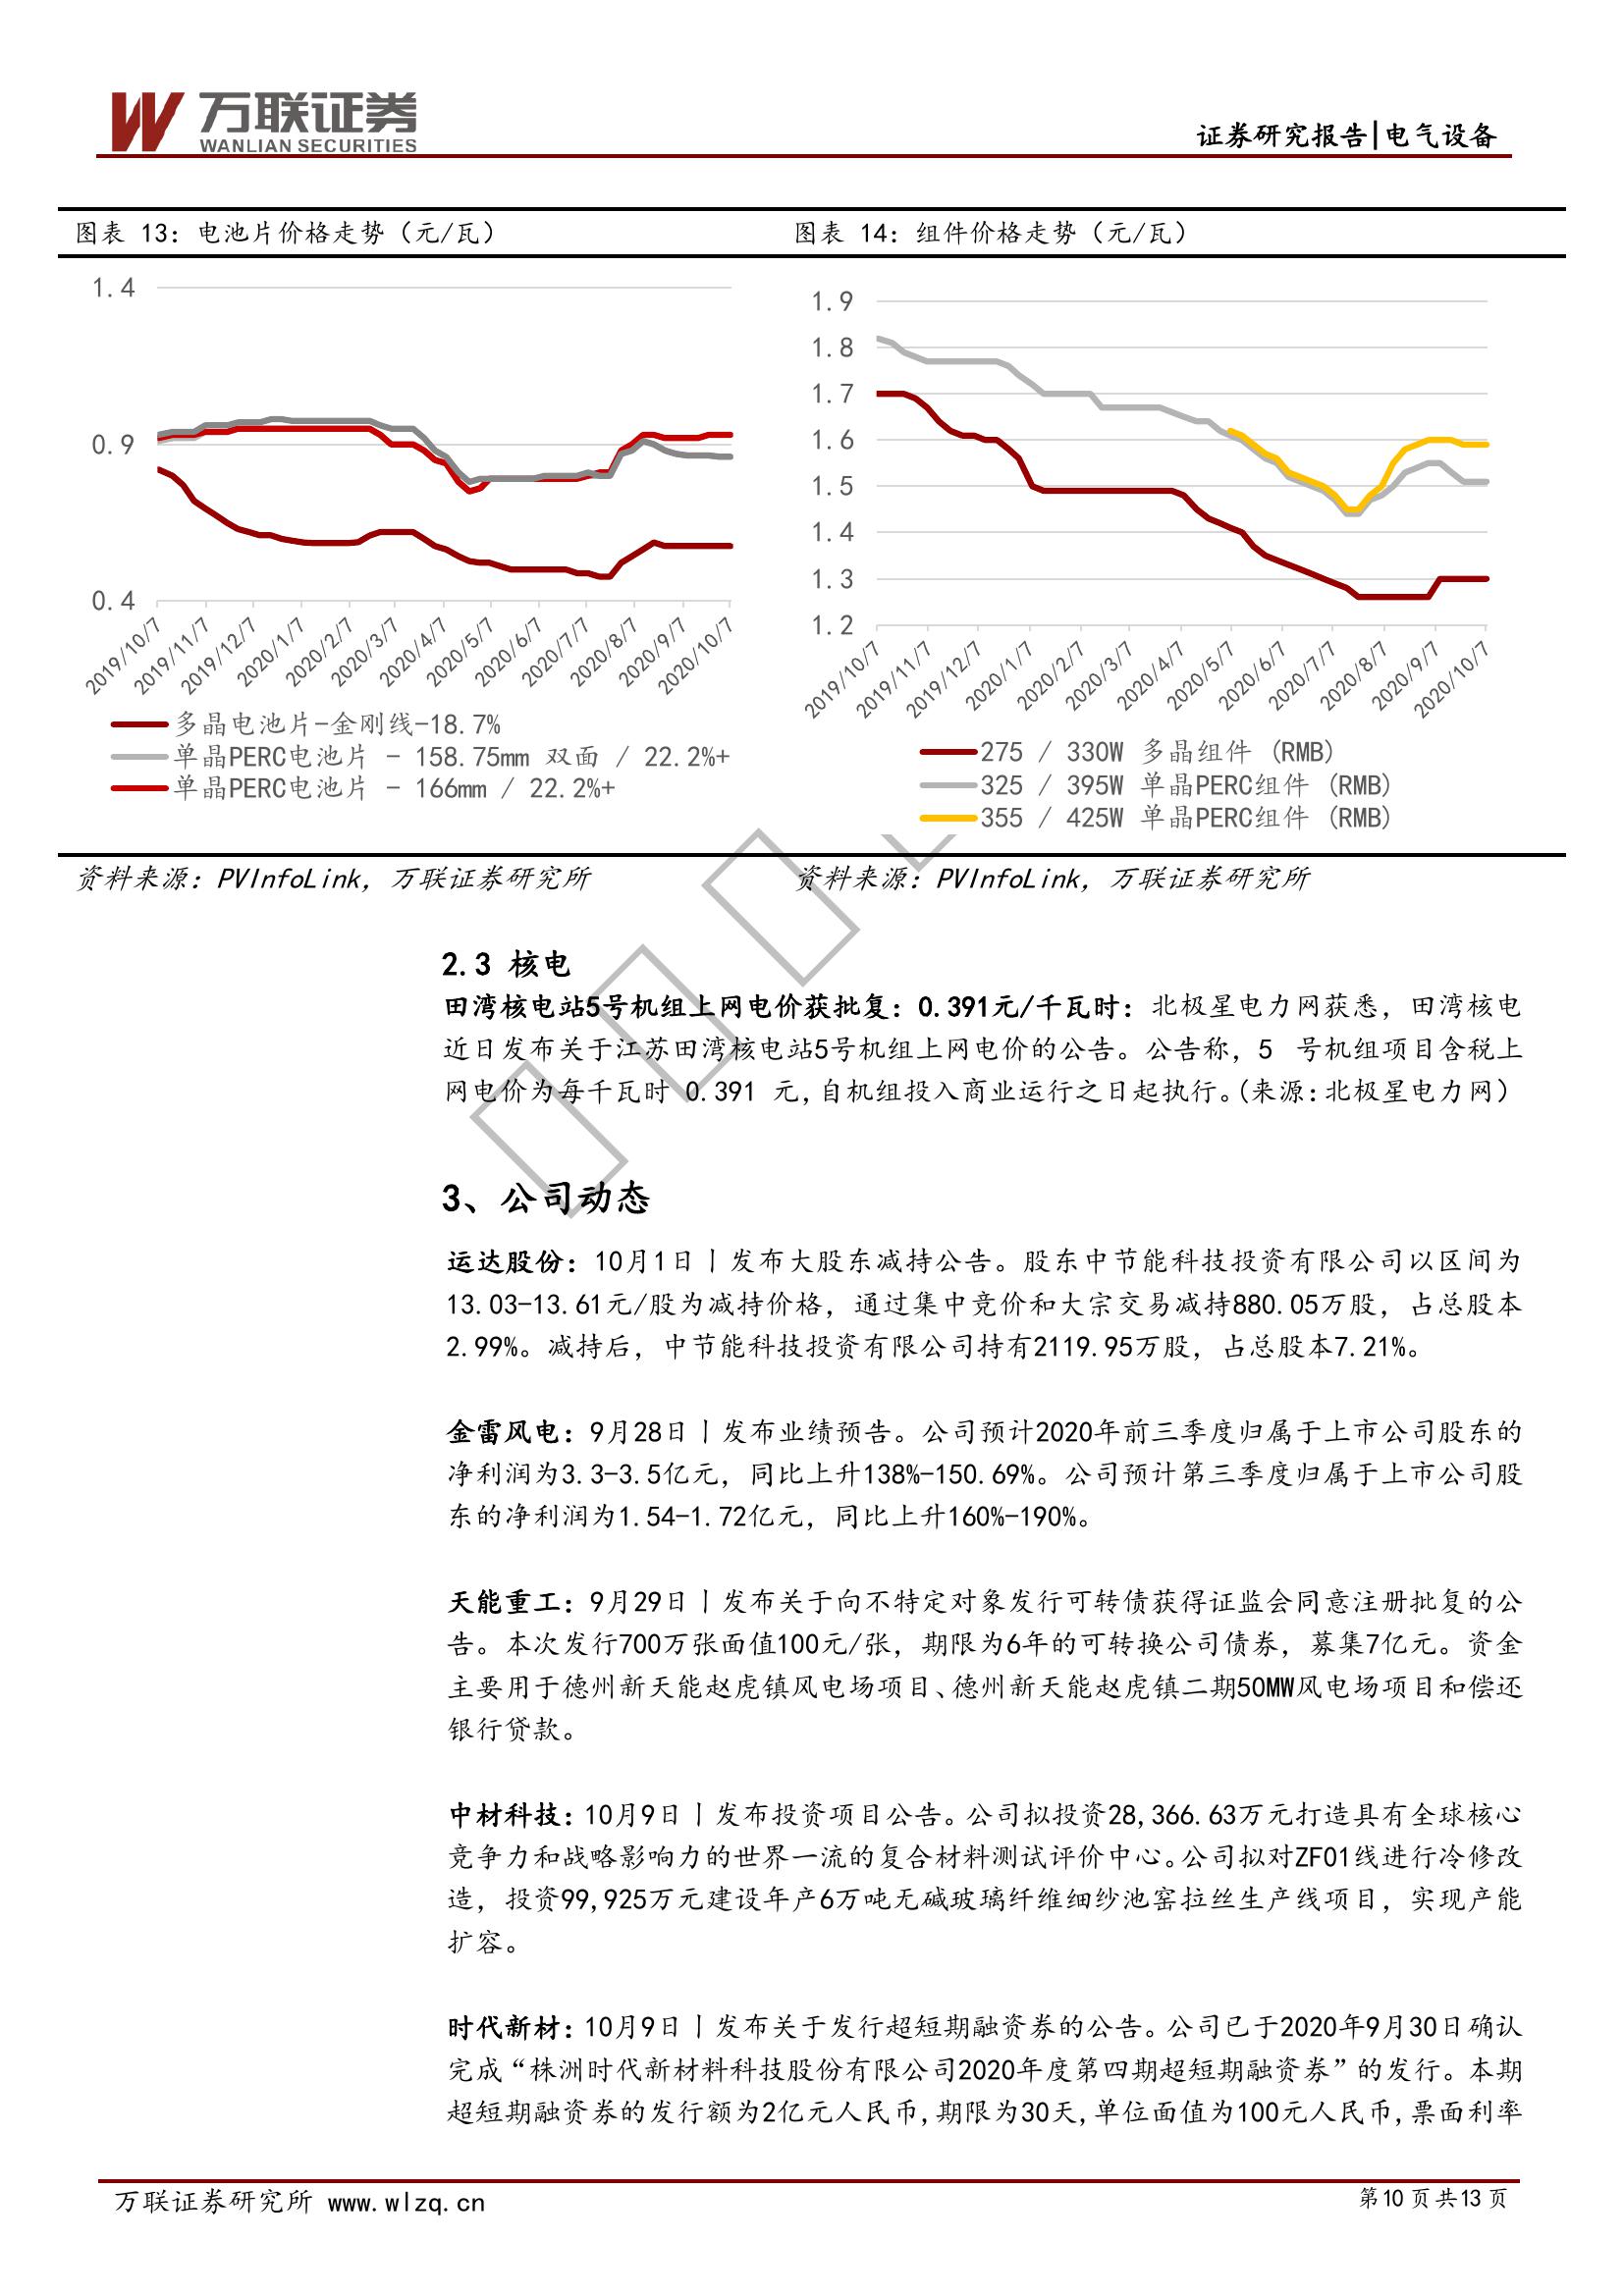 万联证券
WANLIAN SECURITIES
证券研究报告|电气设备
图表 13：电池片价格走势（元/瓦）
1.4
0.9
0.4
2019/10/7
2019/11/7
2019/12/7
2020/1/7
2020/2/7
2020/3/7
2020/4/7
2020/5/7
2020/6/7
2020/7/7
2020/8/7
2020/9/7
2020/10/7
多晶电池片-金刚线-18.7%
单晶PERC电池片 - 158.75mm 双面 / 22.2%+
单晶PERC电池片 - 166mm / 22.2%+
资料来源：PVInfoLink，万联证券研究所
图表 14：组件价格走势（元/瓦）
1.9
1.8
1.7
1.6
1.5
1.4
1.3
1.2
2019/10/7
2019/11/7
2019/12/7
2020/1/7
2020/2/7
2020/3/7
2020/4/7
2020/5/7
2020/6/7
2020/7/7
2020/8/7
2020/9/7
2020/10/7
275 / 330W 多晶组件 (RMB)
325 / 395W 单晶PERC组件 (RMB)
355 / 425W 单晶PERC组件 (RMB)
资料来源：PVInfoLink，万联证券研究所
2.3 核电
田湾核电站5号机组上网电价获批复：0.391元/千瓦时：北极星电力网获悉，田湾核电
近日发布关于江苏田湾核电站5号机组上网电价的公告。公告称，5 号机组项目含税上
网电价为每千瓦时 0.391 元,自机组投入商业运行之日起执行。(来源:北极星电力网)
3、公司动态
运达股份：10月1日丨发布大股东减持公告。股东中节能科技投资有限公司以区间为
13.03-13.61元/股为减持价格，通过集中竞价和大宗交易减持880.05万股，占总股本
2.99%。减持后，中节能科技投资有限公司持有2119.95万股，占总股本7.21%。
金雷风电：9月28日丨发布业绩预告。公司预计2020年前三季度归属于上市公司股东的
净利润为3.3-3.5亿元，同比上升138%-150.69%。公司预计第三季度归属于上市公司股
东的净利润为1.54-1.72亿元，同比上升160%-190%。
天能重工：9月29日丨发布关于向不特定对象发行可转债获得证监会同意注册批复的公
告。本次发行700万张面值100元/张，期限为6年的可转换公司债券，募集7亿元。资金
主要用于德州新天能赵虎镇风电场项目、德州新天能赵虎镇二期50MW风电场项目和偿还
银行贷款。
中材科技：10月9日丨发布投资项目公告。公司拟投资28,366.63万元打造具有全球核心
竞争力和战略影响力的世界一流的复合材料测试评价中心。公司拟对ZF01线进行冷修改
造，投资99,925万元建设年产6万吨无碱玻璃纤维细纱池窑拉丝生产线项目，实现产能
扩容。
时代新材：10月9日丨发布关于发行超短期融资券的公告。公司已于2020年9月30日确认
完成“株洲时代新材料科技股份有限公司2020年度第四期超短期融资券”的发行。本期
超短期融资券的发行额为2亿元人民币,期限为30天,单位面值为100元人民币,票面利率
万联证券研究所 www.wlzq.cn
第10页共13页